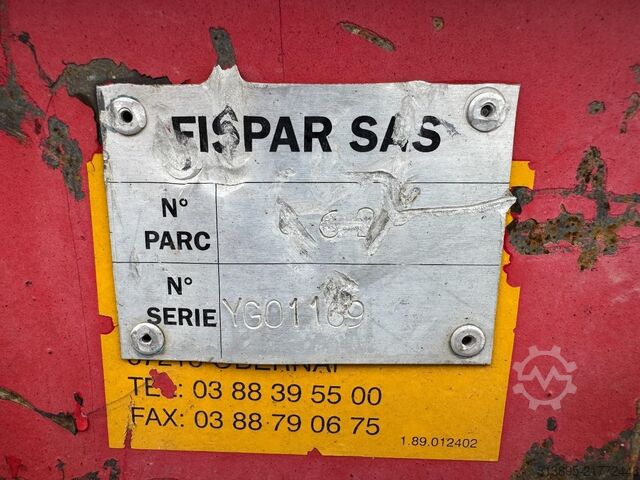 FISPAR SAS
N°
PARC
N°
SERIE YG01169
TEL: 03 88 39 55 00
FAX: 03 88 79 06 75
1.89.012402